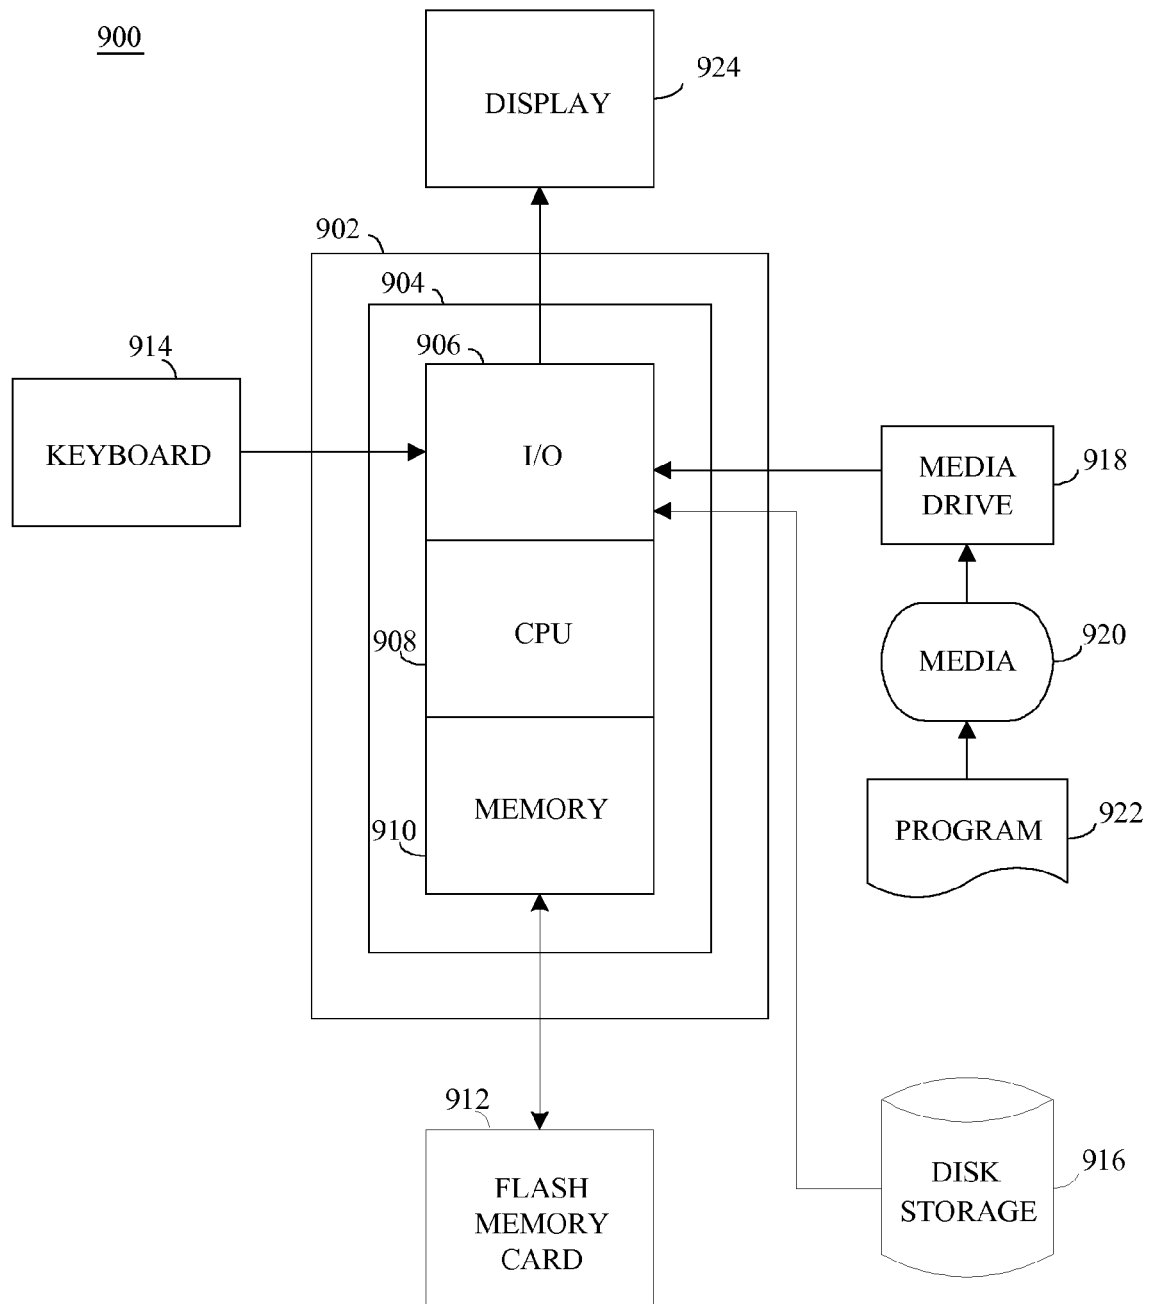 900
924
DISPLAY
902
904
906
914
KEYBOARD
I/O
MEDIA
DRIVE
918
908
CPU
MEDIA
920
910
MEMORY
PROGRAM
922
912
FLASH
MEMORY
CARD
DISK
STORAGE
916